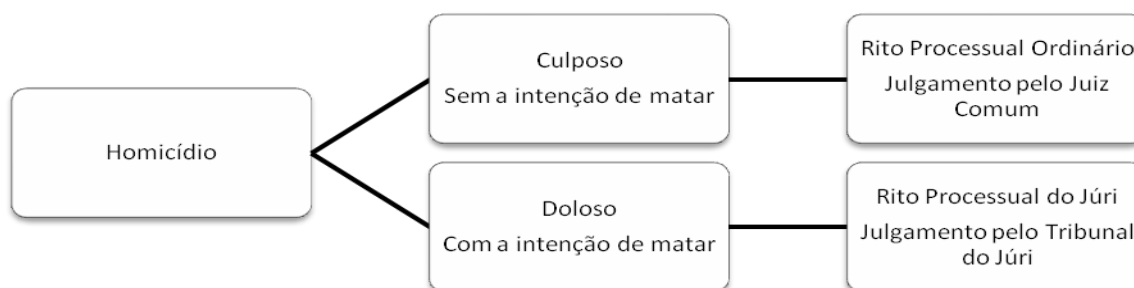 Homicídio
Culposo
Sem a intenção de matar
Rito Processual Ordinário
Julgamento pelo Juiz
Comum
Doloso
Com a intenção de matar
Rito Processual do Júri
Julgamento pelo Tribunal
do Júri